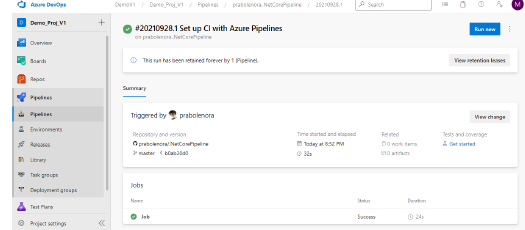 Azure DevOps
DemoV1 / Demo_Proj_V1 / Pipelines / prabolenora..NetCorePipeline / 20210928.1
Search
M
D Demo_Proj_V1 +
Overview
Boards
Repos
Pipelines
Pipelines
Environments
Releases
Library
Task groups
Deployment groups
Test Plans
Project settings
#20210928.1 Set up CI with Azure Pipelines
on prabolenora..NetCorePipeline
Run new
This run has been retained forever by 1 (Pipeline).
View retention leases
Summary
Triggered by prabolenora
View change
Repository and version
prabolenora/.NetCorePipeline
master
Time started and elapsed
Today at 8:52 PM
32s
Related
0 work items
0 artifacts
Tests and coverage
Get started
Jobs
Name Status Duration
Job Success 24s